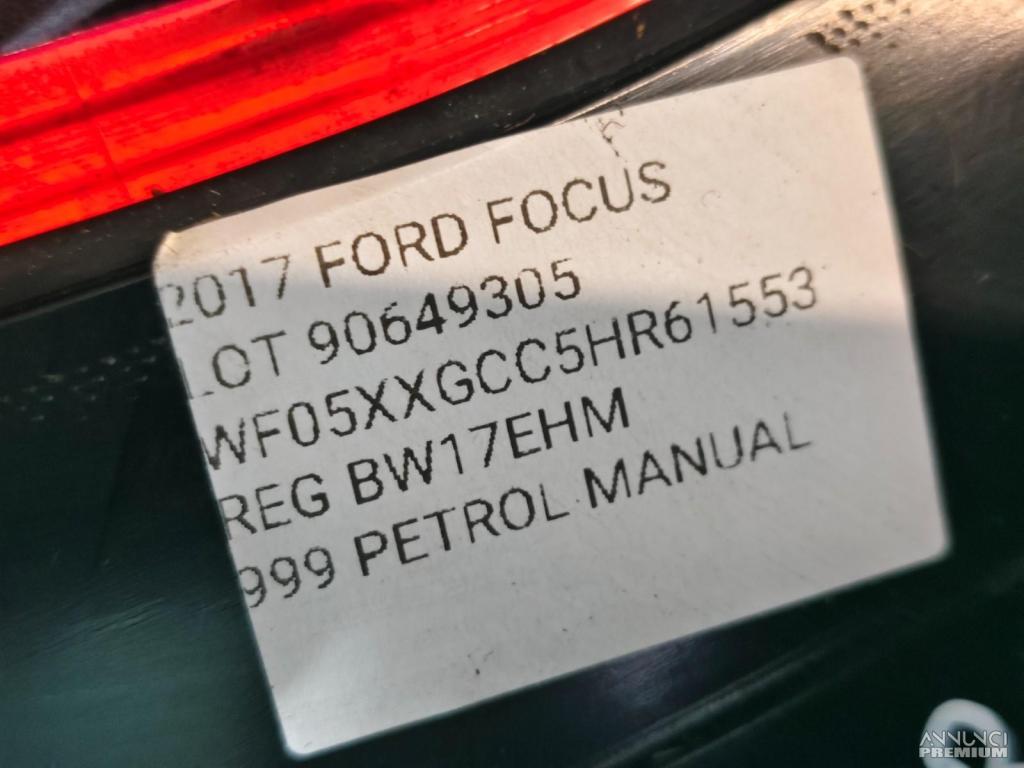 2017 FORD FOCUS
LOT 90649305
WF05XXGCC5HR61553
REG BW17EHM
999 PETROL MANUAL
ANNUNCI
PREMIUM